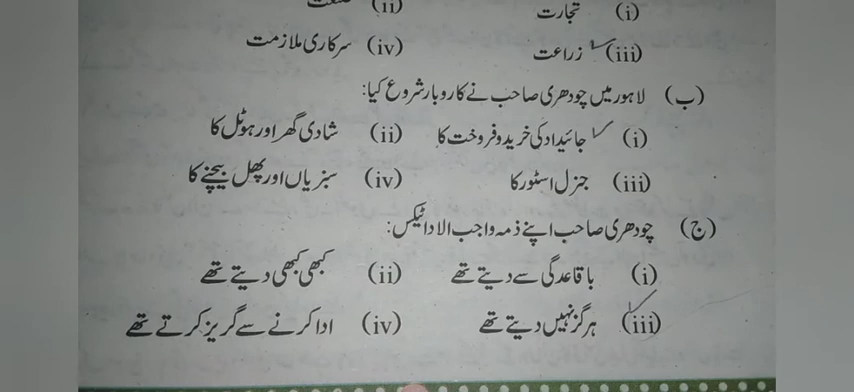 (i) تجارت (ii)
(iii) زراعت (iv) سرکاری ملازمت
(ب) لاہور میں چودھری صاحب نے کاروبار شروع کیا:
(i) جائیداد کی خرید و فروخت کا (ii) شادی گھر اور ہوٹل کا
(iii) جنرل اسٹور کا (iv) سبزیاں اور پھل بیچنے کا
(ج) چودھری صاحب اپنے ذمہ واجب الادا ٹیکس:
(i) باقاعدگی سے دیتے تھے (ii) کبھی کبھی دیتے تھے
(iii) ہرگز نہیں دیتے تھے (iv) ادا کرنے سے گریز کرتے تھے